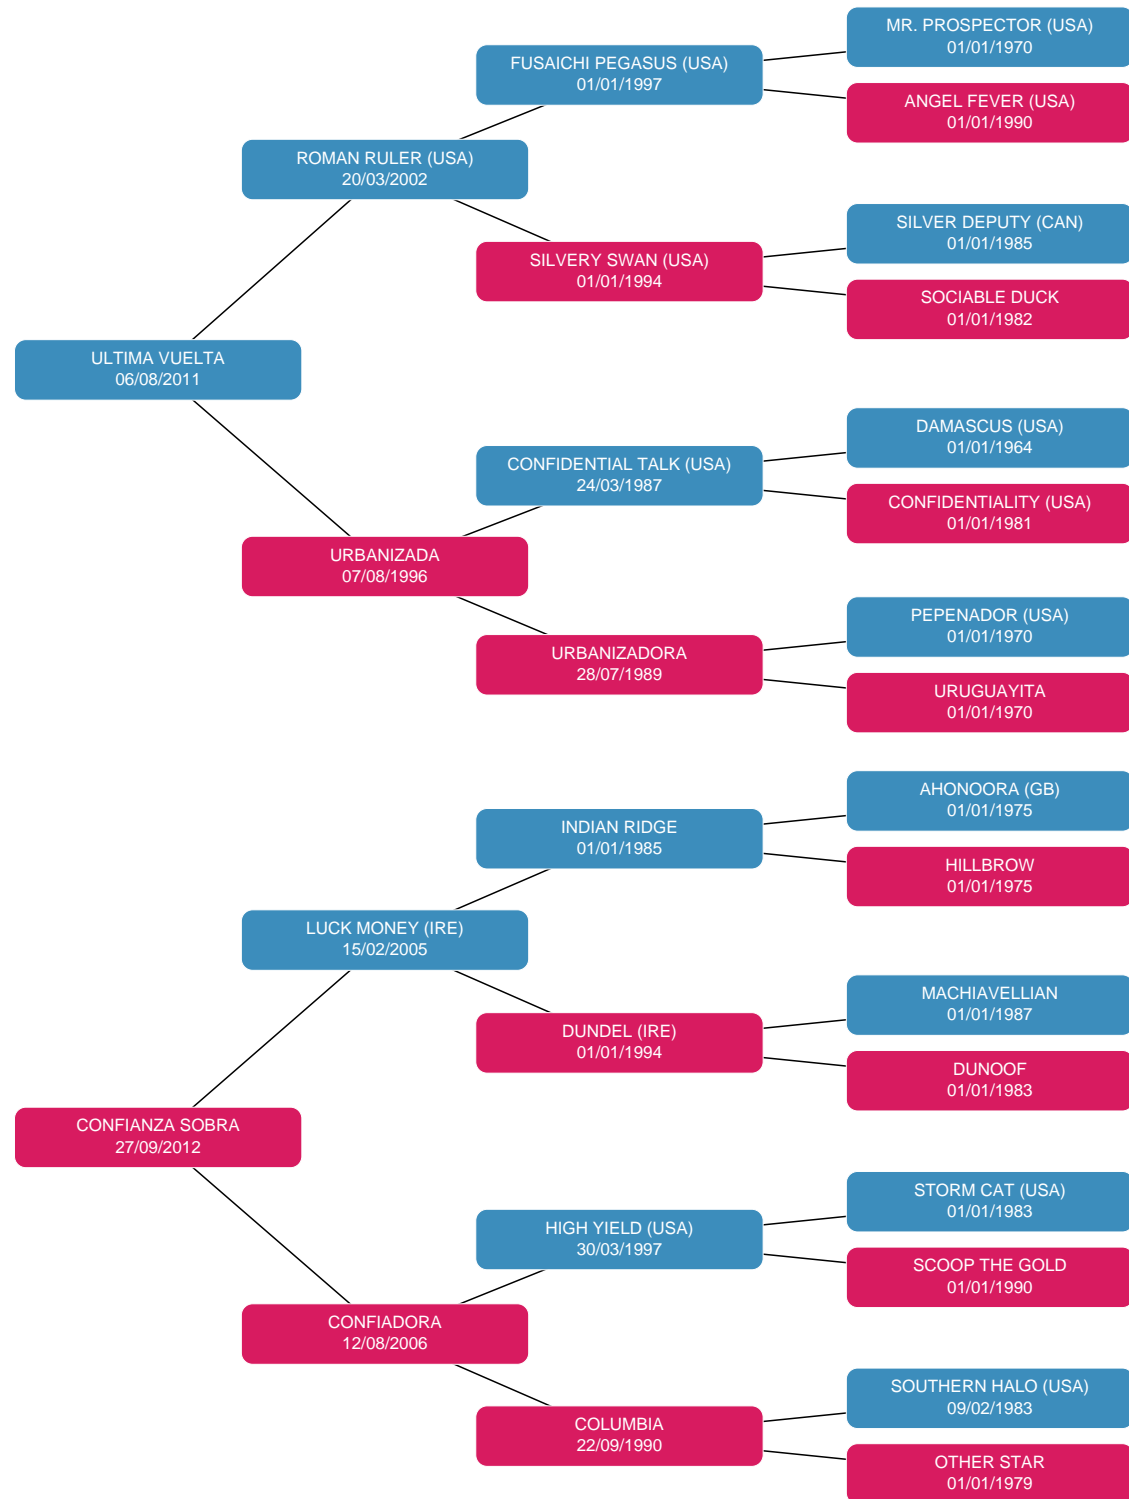 MR. PROSPECTOR (USA)
01/01/1970
FUSAICHI PEGASUS (USA)
01/01/1997
ANGEL FEVER (USA)
01/01/1990
ROMAN RULER (USA)
20/03/2002
SILVER DEPUTY (CAN)
01/01/1985
SILVERY SWAN (USA)
01/01/1994
SOCIABLE DUCK
01/01/1982
ULTIMA VUELTA
06/08/2011
DAMASCUS (USA)
01/01/1964
CONFIDENTIAL TALK (USA)
24/03/1987
CONFIDENTIALITY (USA)
01/01/1981
URBANIZADA
07/08/1996
PEPENADOR (USA)
01/01/1970
URBANIZADORA
28/07/1989
URUGUAYITA
01/01/1970
AHONOORA (GB)
01/01/1975
INDIAN RIDGE
01/01/1985
HILLBROW
01/01/1975
LUCK MONEY (IRE)
15/02/2005
MACHIAVELLIAN
01/01/1987
DUNDEL (IRE)
01/01/1994
DUNOOF
01/01/1983
CONFIANZA SOBRA
27/09/2012
STORM CAT (USA)
01/01/1983
HIGH YIELD (USA)
30/03/1997
SCOOP THE GOLD
01/01/1990
CONFIADORA
12/08/2006
SOUTHERN HALO (USA)
09/02/1983
COLUMBIA
22/09/1990
OTHER STAR
01/01/1979